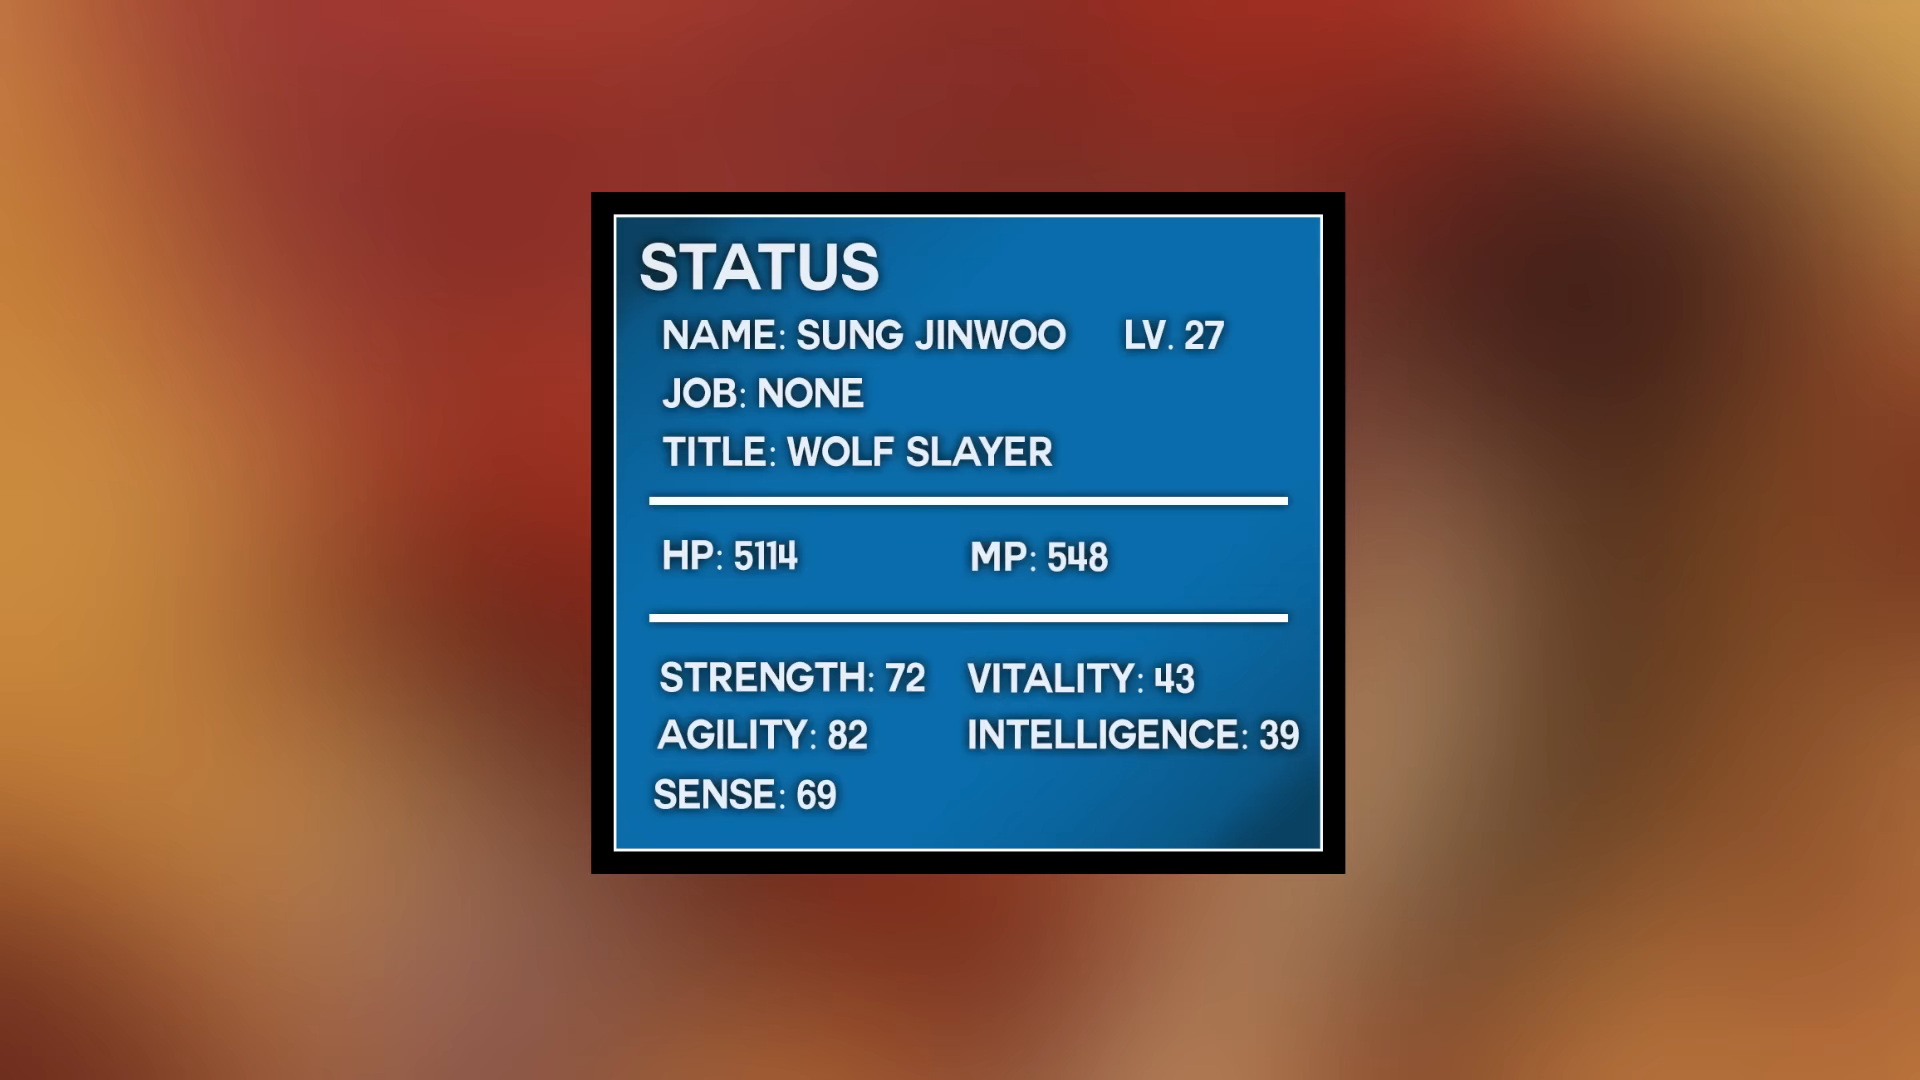 STATUS
NAME: SUNG JINWOO LV. 27
JOB: NONE
TITLE: WOLF SLAYER
HP: 5114 MP: 548
STRENGTH: 72 VITALITY: 43
AGILITY: 82 INTELLIGENCE: 39
SENSE: 69